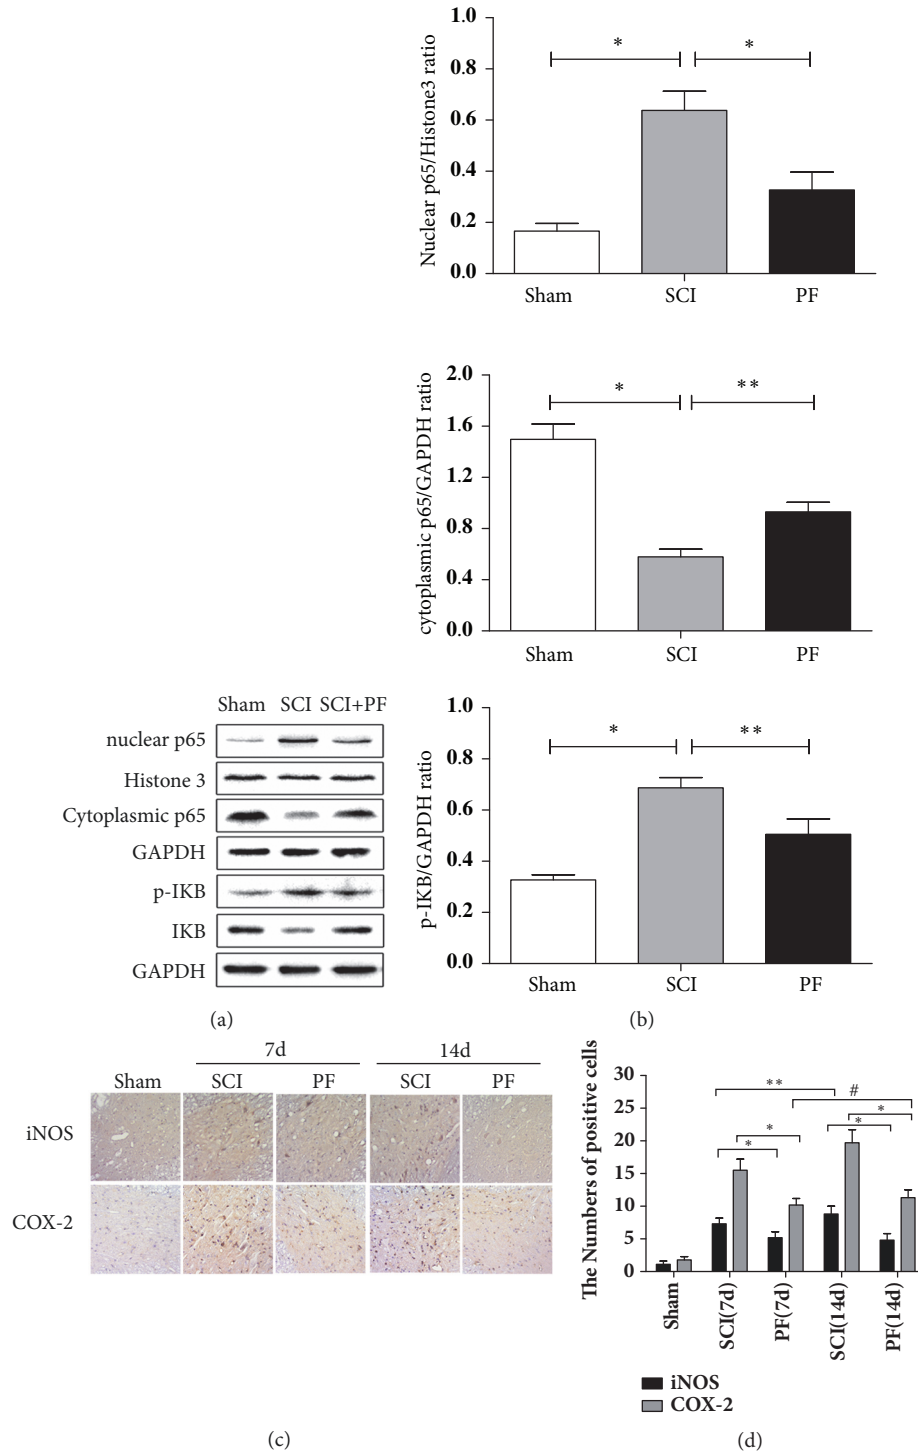 Nuclear p65/Histone3 ratio
1.0
0.8
0.6
0.4
0.2
0.0
*
*
Sham SCI PF
cytoplasmic p65/GAPDH ratio
2.0
1.6
1.2
0.8
0.4
0.0
*
**
Sham SCI PF
Sham SCI SCI+PF
nuclear p65
Histone 3
Cytoplasmic p65
GAPDH
p-IKB
IKB
GAPDH
(a)
p-IKB/GAPDH ratio
1.0
0.8
0.6
0.4
0.2
0.0
*
**
Sham SCI PF
(b)
7d 14d
Sham SCI PF SCI PF
iNOS
COX-2
(c)
The Numbers of positive cells
30
25
20
15
10
5
0
**
#
*
*
*
*
Sham
SCI(7d)
PF(7d)
SCI(14d)
PF(14d)
iNOS
COX-2
(d)